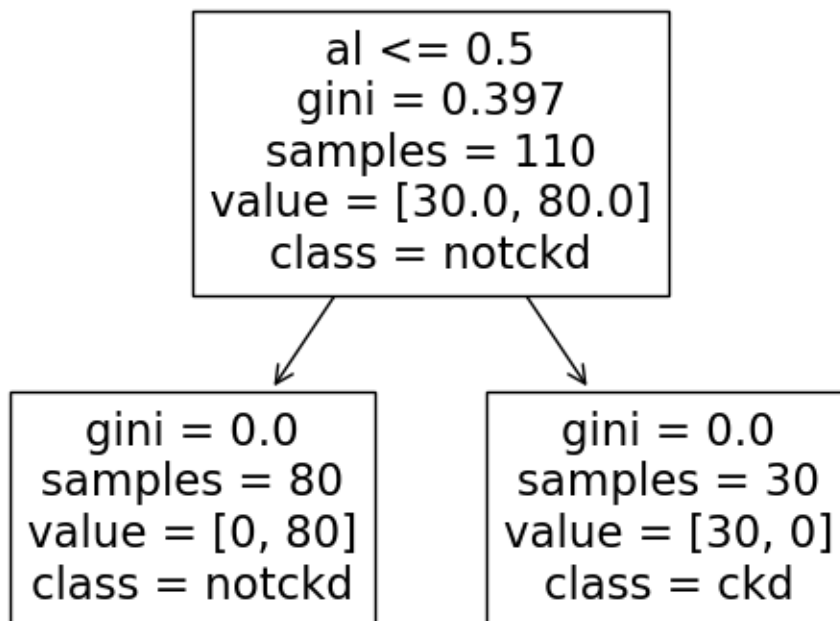 al <= 0.5
gini = 0.397
samples = 110
value = [30.0, 80.0]
class = notckd
gini = 0.0
samples = 80
value = [0, 80]
class = notckd
gini = 0.0
samples = 30
value = [30, 0]
class = ckd